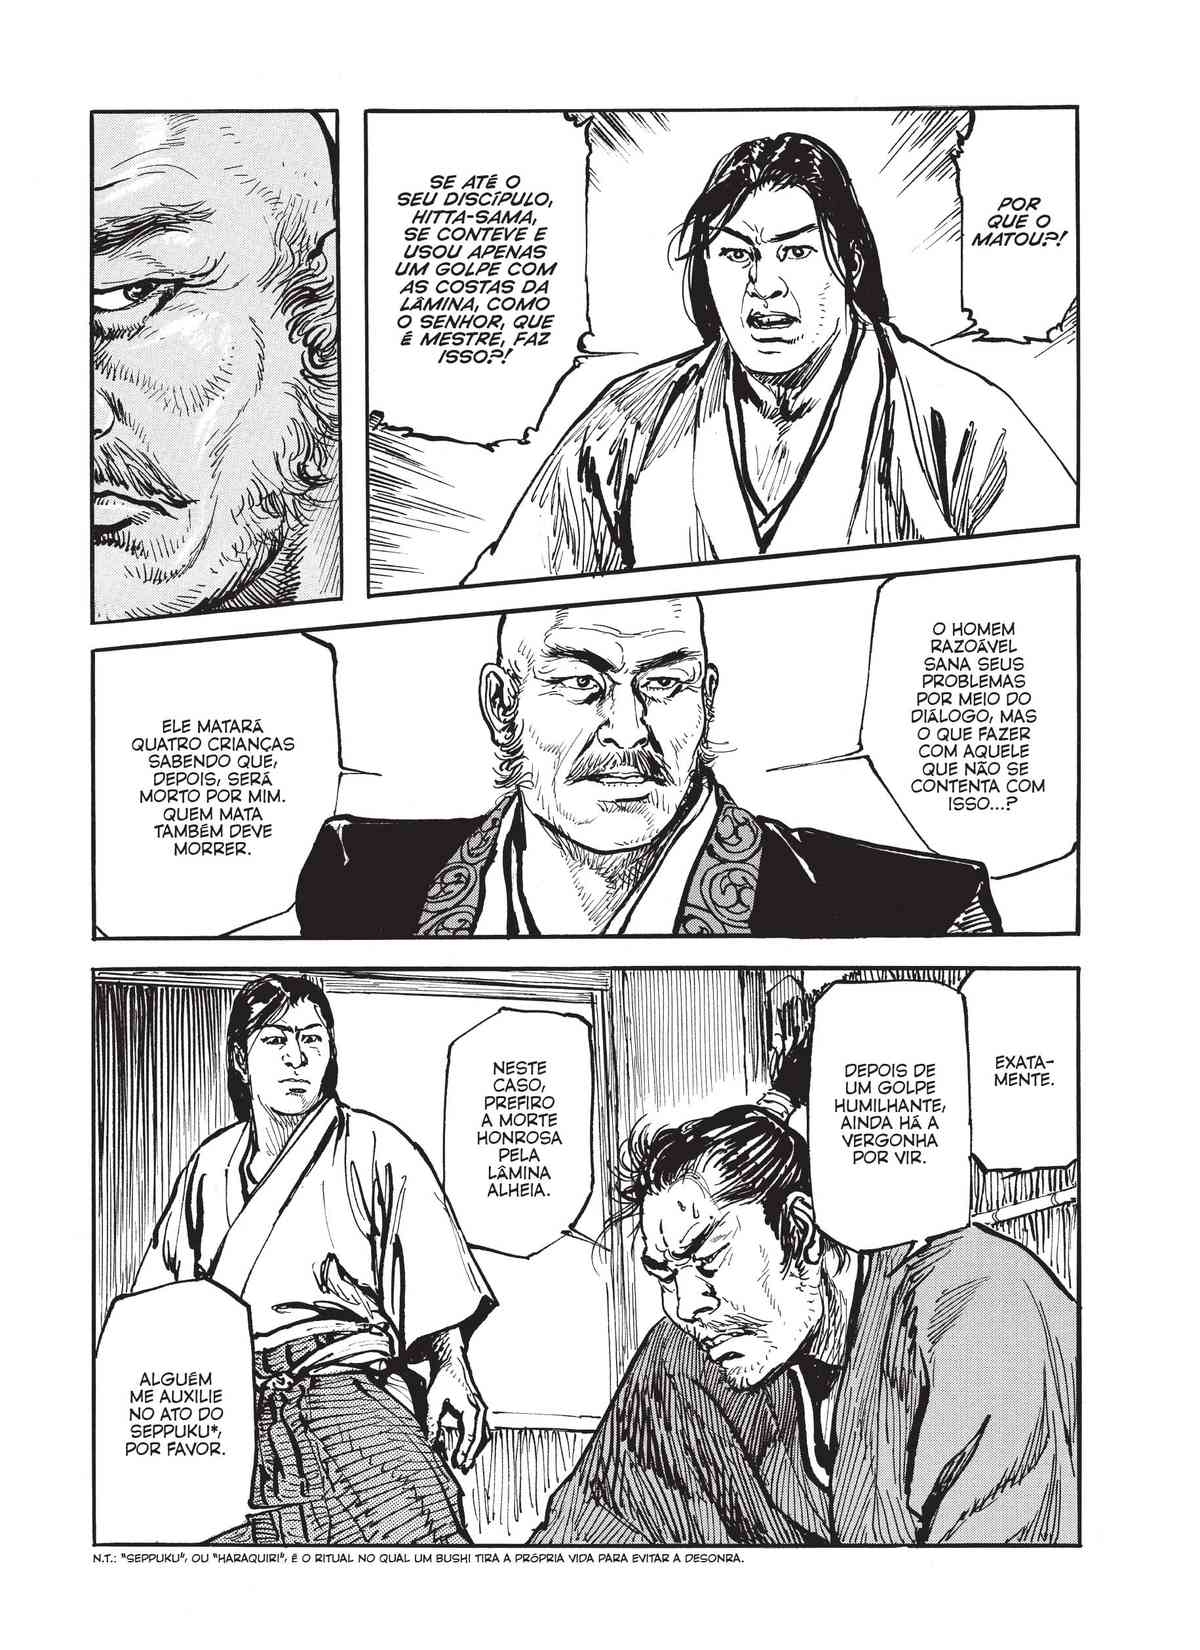 POR
QUE O
MATOU?!
SE ATÉ O
SEU DISCÍPULO,
HITTA-SAMA,
SE CONTEVE E
USOU APENAS
UM GOLPE COM
AS COSTAS DA
LÂMINA, COMO
O SENHOR, QUE
É MESTRE, FAZ
ISSO?!
O HOMEM
RAZOÁVEL
SANA SEUS
PROBLEMAS
POR MEIO DO
DIÁLOGO, MAS
O QUE FAZER
COM AQUELE
QUE NÃO SE
CONTENTA COM
ISSO...?
ELE MATARÁ
QUATRO CRIANÇAS
SABENDO QUE,
DEPOIS, SERÁ
MORTO POR MIM.
QUEM MATA
TAMBÉM DEVE
MORRER.
EXATA-
MENTE.
DEPOIS DE
UM GOLPE
HUMILHANTE,
AINDA HÁ A
VERGONHA
POR VIR.
NESTE
CASO,
PREFIRO
A MORTE
HONROSA
PELA
LÂMINA
ALHEIA.
ALGUÉM
ME AUXILIE
NO ATO DO
SEPPUKU*,
POR FAVOR.
N.T.: "SEPPUKU", OU "HARAQUIRI", É O RITUAL NO QUAL UM BUSHI TIRA A PRÓPRIA VIDA PARA EVITAR A DESONRA.